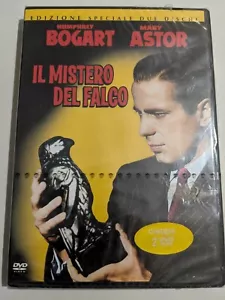 EDIZIONE SPECIALE DUE DISCHI
HUMPHREY MARY
BOGART ASTOR
IL MISTERO
DEL FALCO
DVD